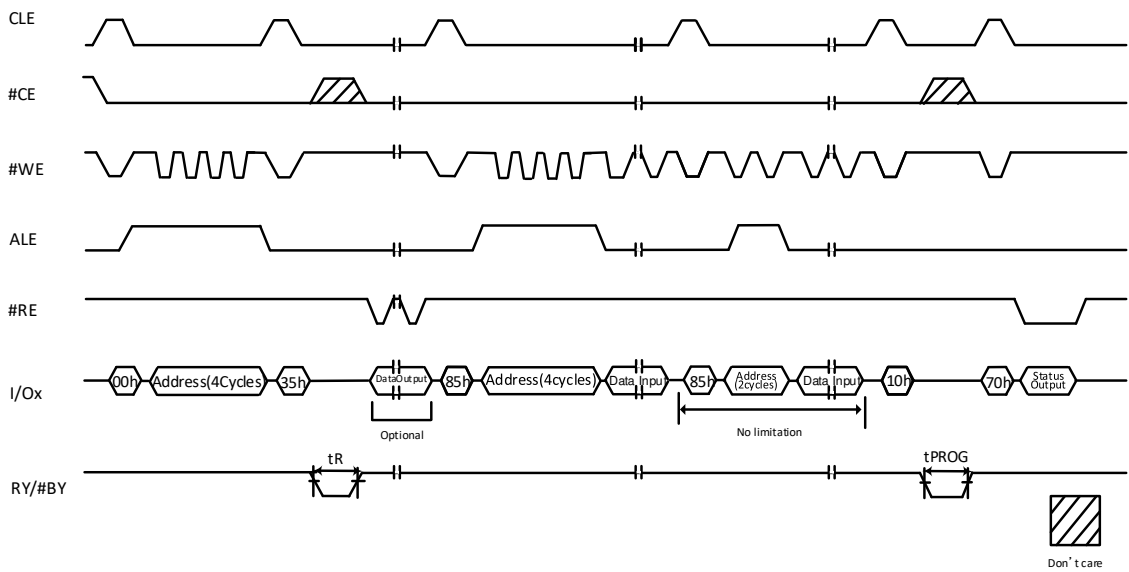 CLE
#CE
#WE
ALE
#RE
I/Ox
00h Address(4Cycles) 35h DataOutput 85h Address(4cycles) Data Input 85h Address (2cycles) Data Input 10h 70h Status Output
Optional
No limitation
tR
tPROG
RY/#BY
Don't care